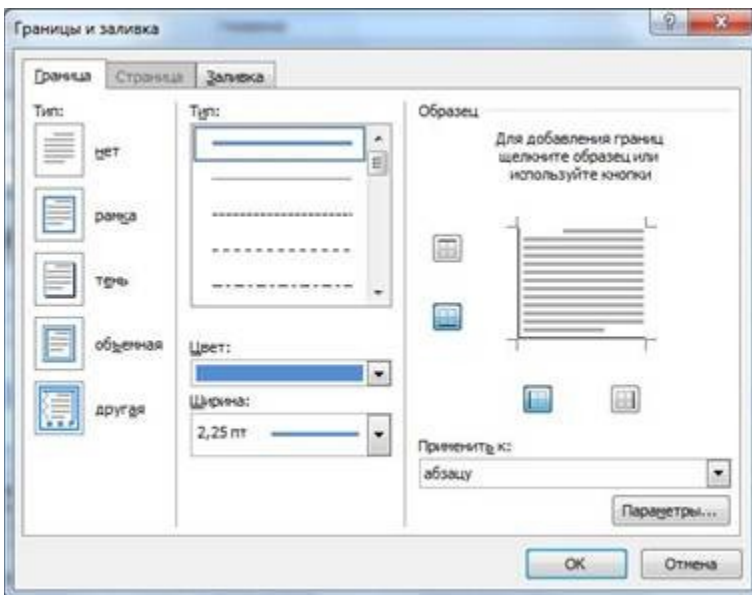 Границы и заливка
Граница
Страница
Заливка
Тип:
нет
рамка
тень
объемная
другая
Тип:
Цвет:
Ширина:
2,25 пт
Образец
Для добавления границ
щелкните образец или
используйте кнопки
Применить к:
абзацу
Параметры...
ОК
Отмена